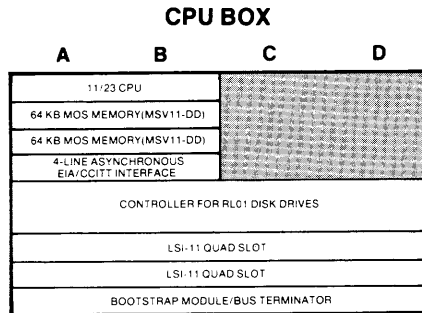 CPU BOX
A B C D
11/23 CPU
64 KB MOS MEMORY(MSV11-DD)
64 KB MOS MEMORY(MSV11-DD)
4-LINE ASYNCHRONOUS
EIA/CCITT INTERFACE
CONTROLLER FOR RL01 DISK DRIVES
LSI-11 QUAD SLOT
LSI-11 QUAD SLOT
BOOTSTRAP MODULE/BUS TERMINATOR